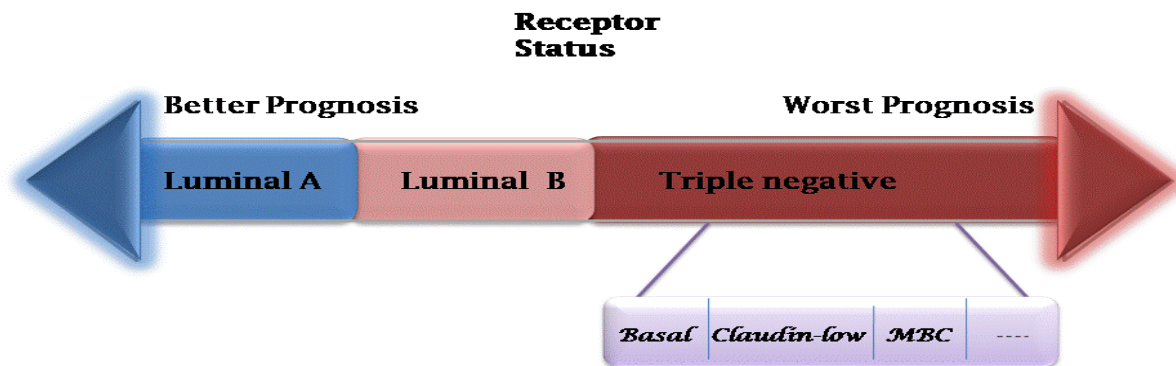 Receptor
Status
Better Prognosis
Worst Prognosis
Luminal A
Luminal B
Triple negative
Basal
Claudin-low
MBC
----